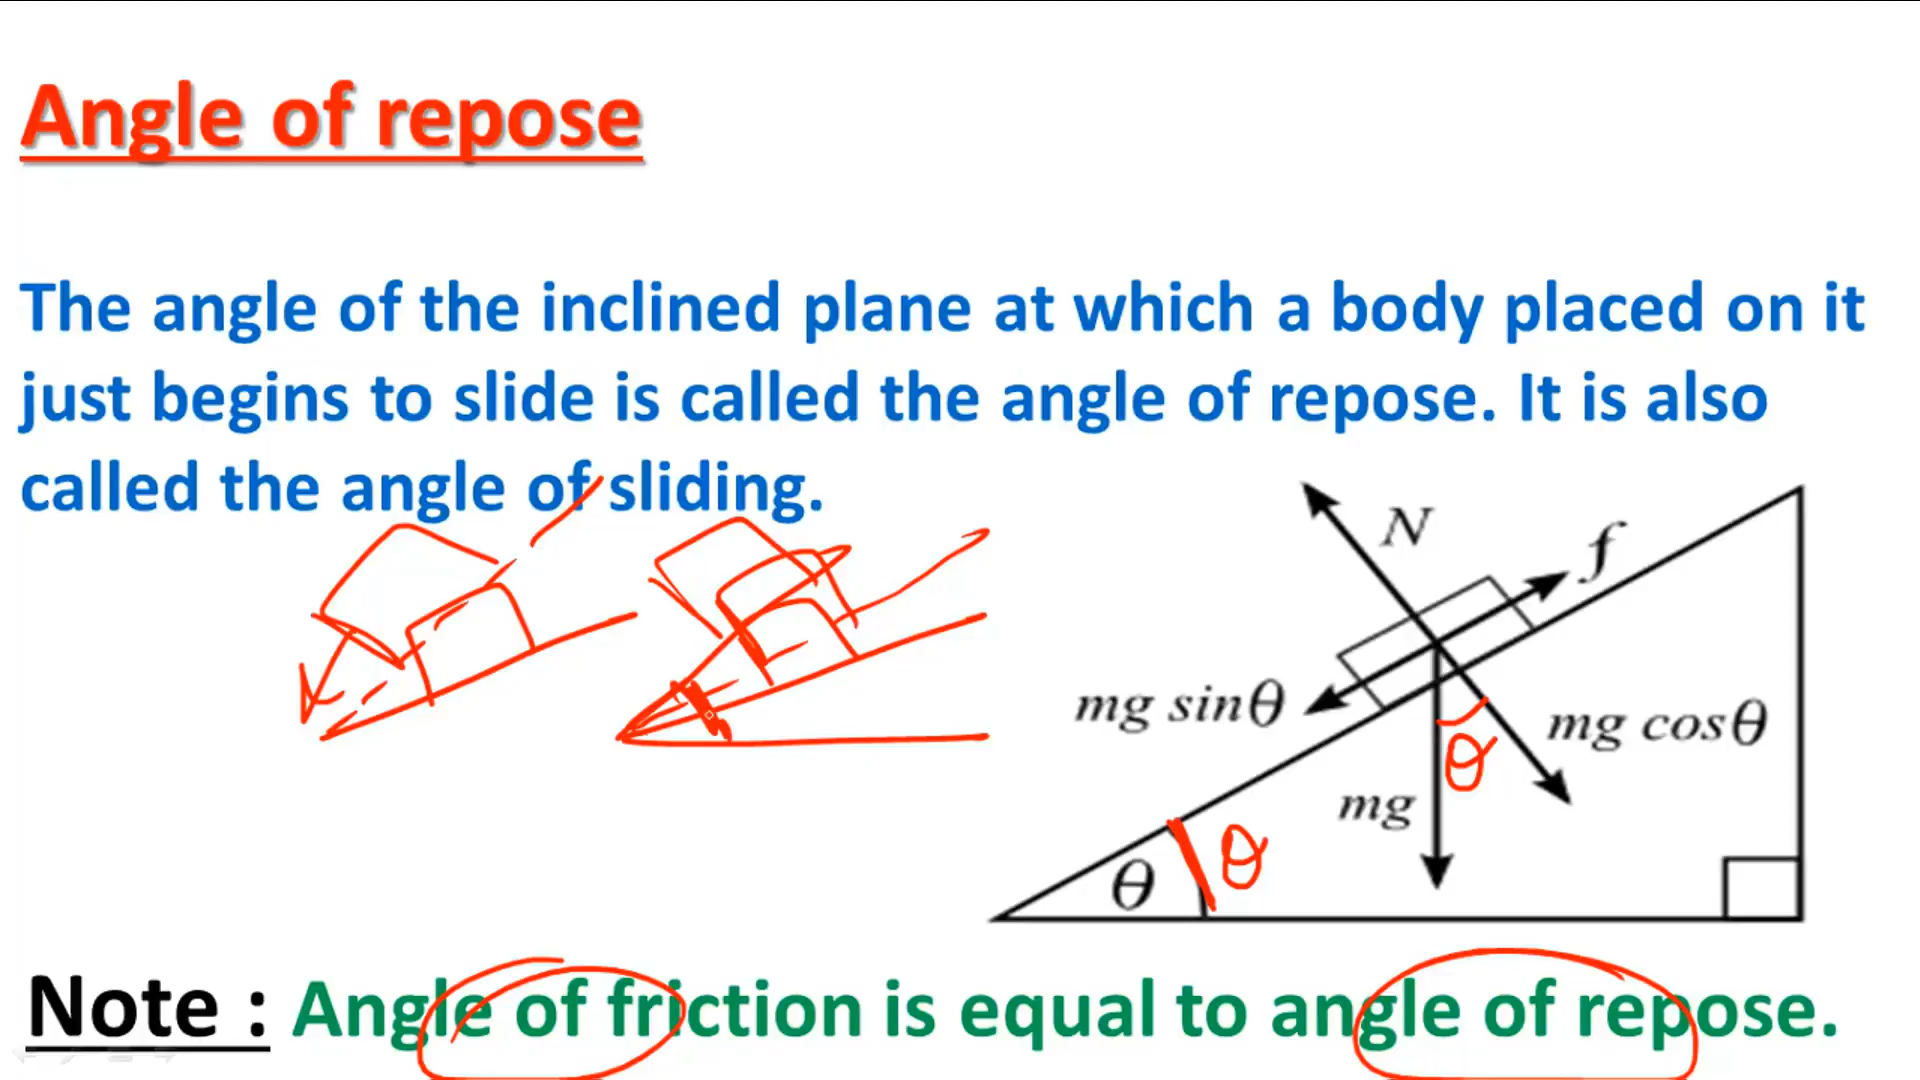 Angle of repose
The angle of the inclined plane at which a body placed on it
just begins to slide is called the angle of repose. It is also
called the angle of sliding.
N
f
mg sinθ
mg cosθ
θ
mg
θ
θ
Note : Angle of friction is equal to angle of repose.